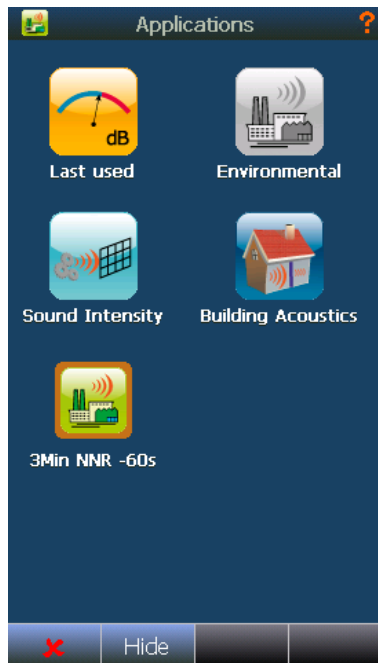 Applications ?
dB
Last used
Environmental
Sound Intensity
Building Acoustics
3Min NNR -60s
Hide